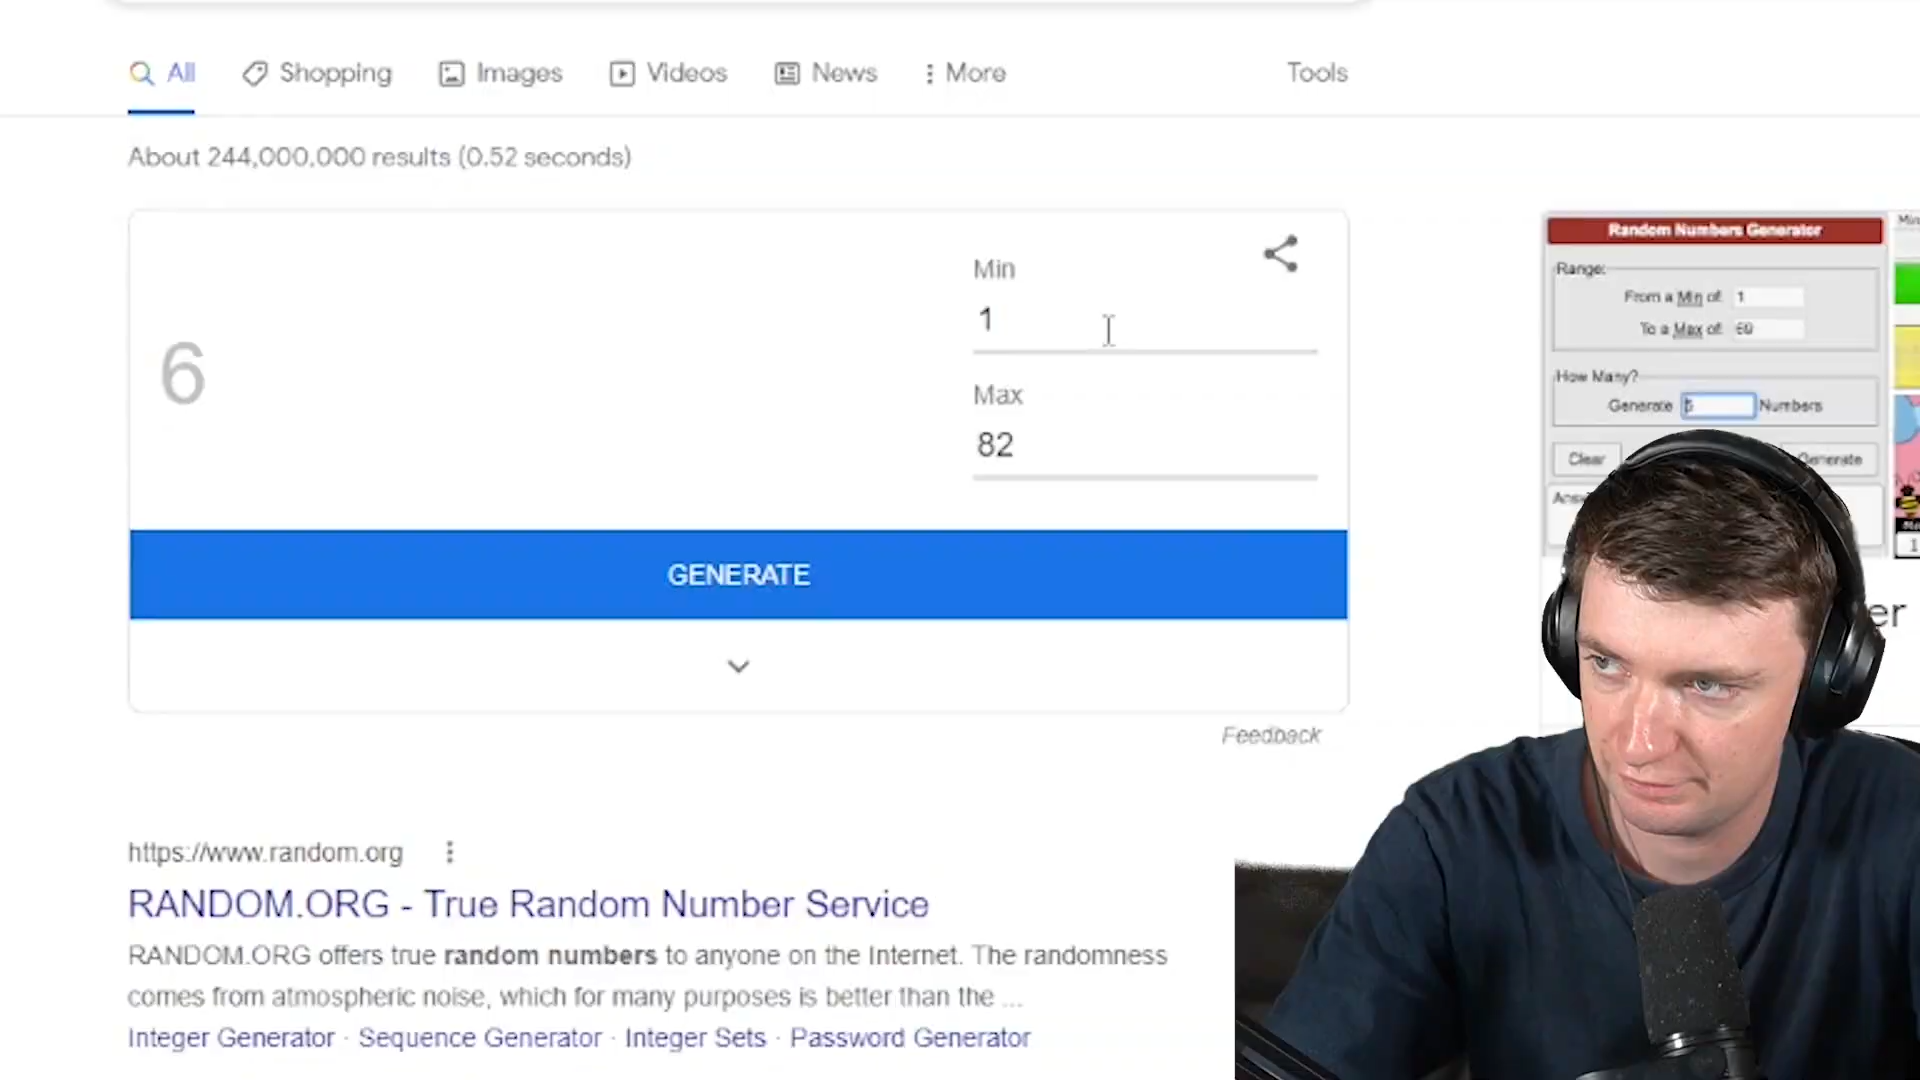 All Shopping Images Videos News More Tools
About 244,000,000 results (0.52 seconds)
Min
1
6
Max
82
GENERATE
Feedback
https://www.random.org
RANDOM.ORG - True Random Number Service
RANDOM.ORG offers true random numbers to anyone on the Internet. The randomness
comes from atmospheric noise, which for many purposes is better than the ...
Integer Generator · Sequence Generator · Integer Sets · Password Generator
Random Numbers Generator
Range:
From a Min of: 1
To a Max of:
How Many?
Generate Numbers
Clear Generate
er